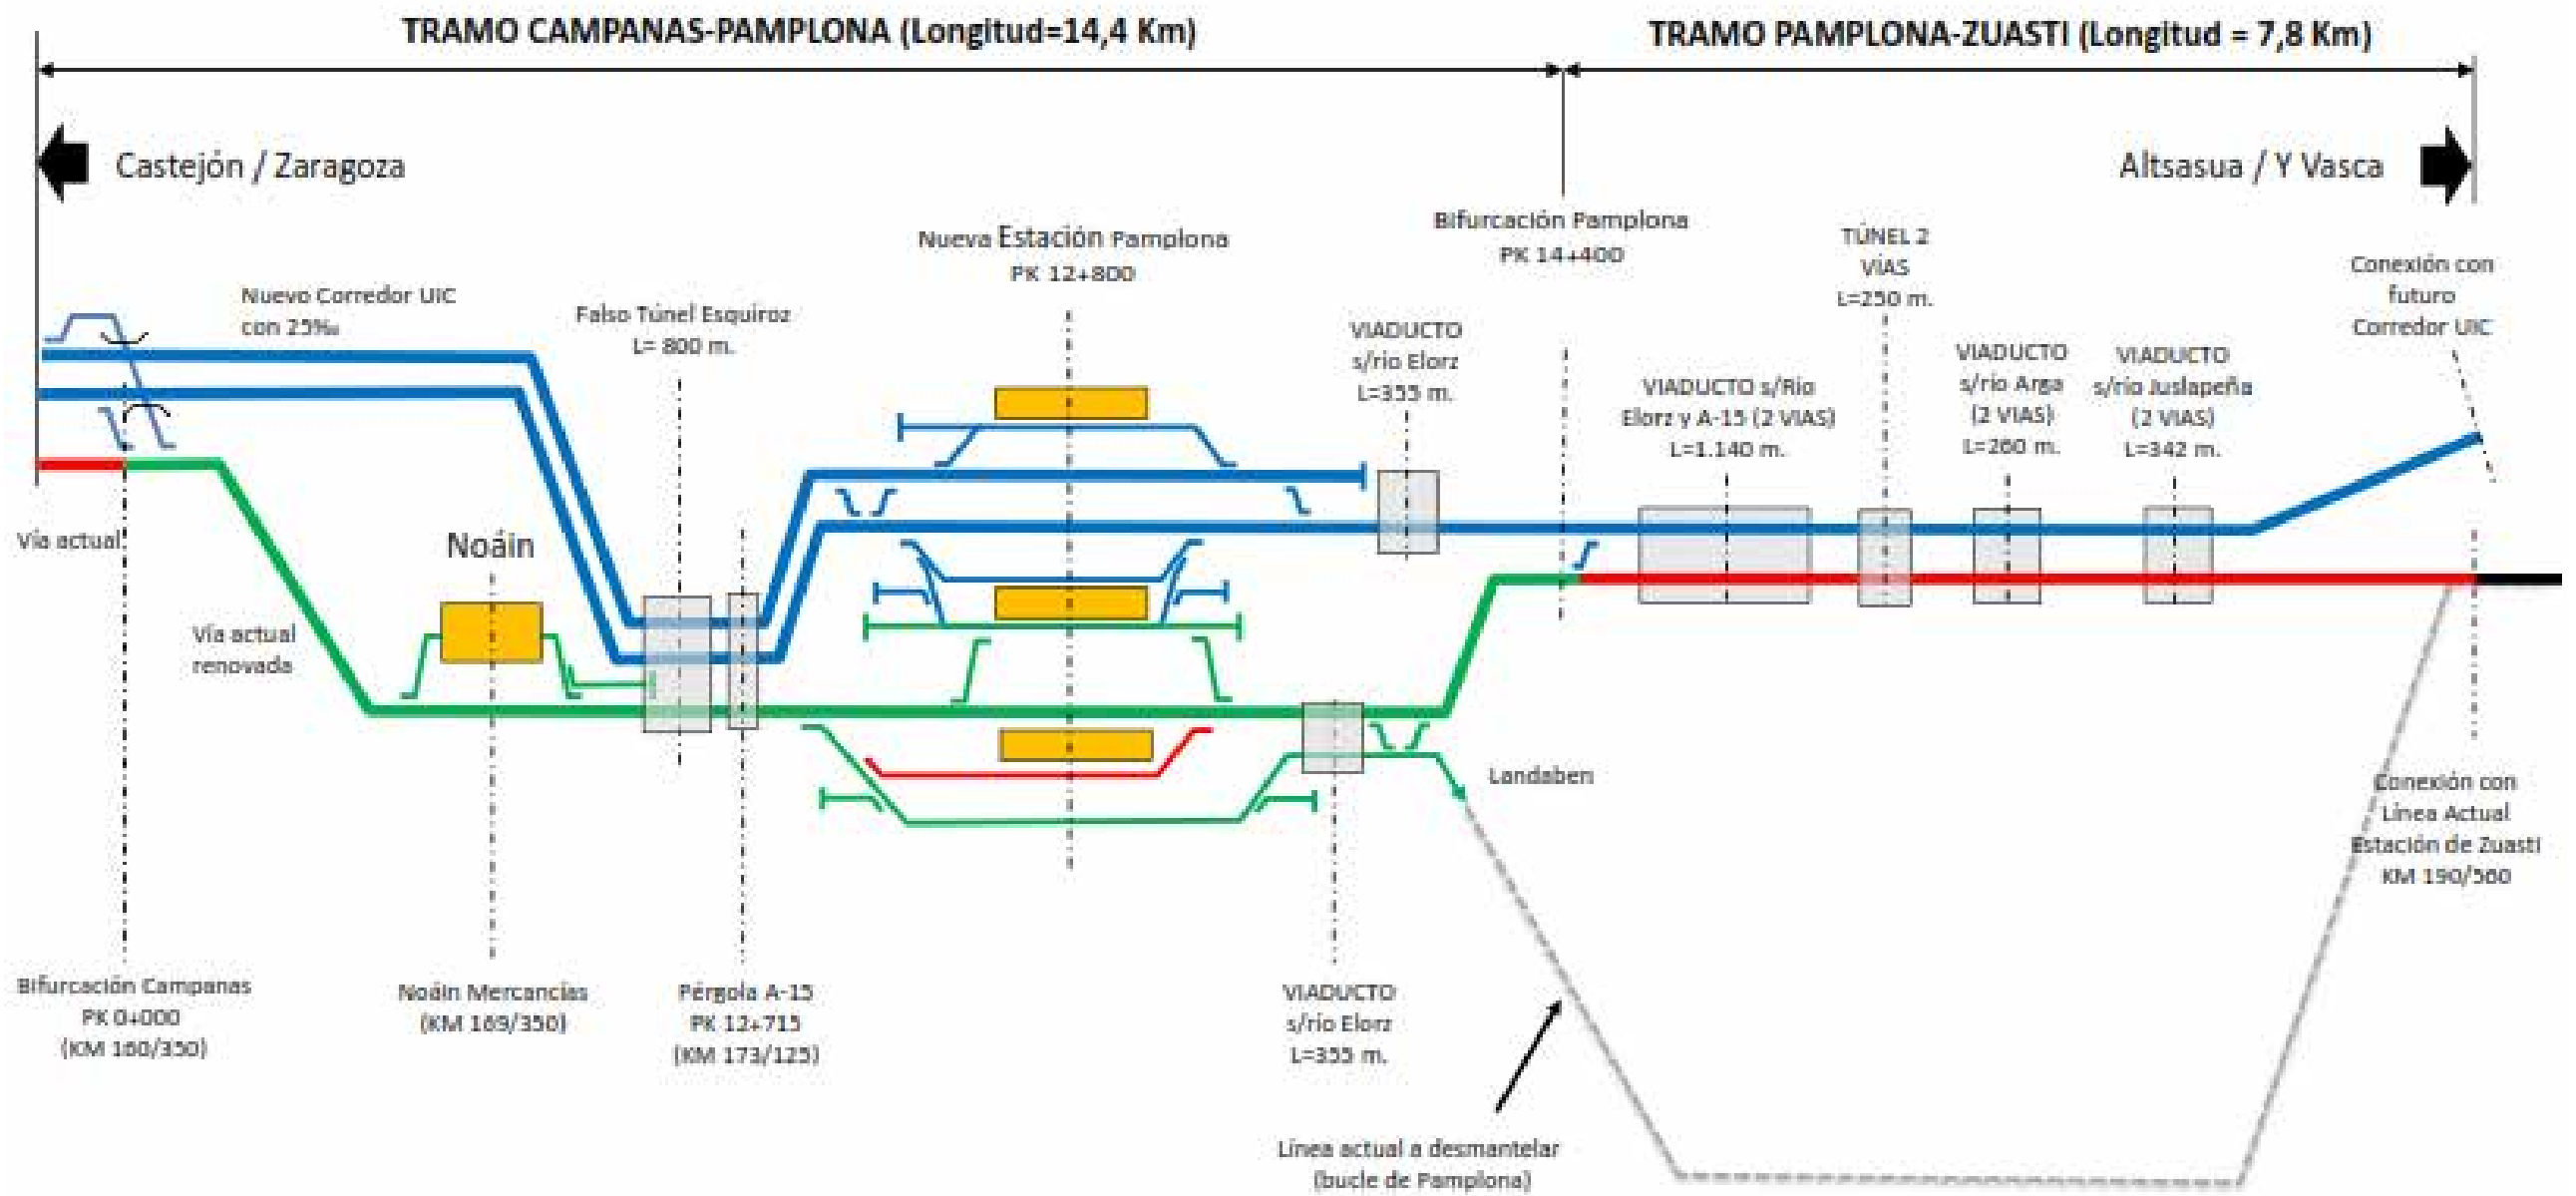 TRAMO CAMPANAS-PAMPLONA (Longitud=14,4 Km)
TRAMO PAMPLONA-ZUASTI (Longitud = 7,8 Km)
Castejón / Zaragoza
Altsasua / Y Vasca
Nueva Estación Pamplona
PK 12+800
Bifurcación Pamplona
PK 14+400
TÚNEL 2
VÍAS
L=250 m.
Conexión con
futuro
Corredor UIC
Nuevo Corredor UIC
con 25‰
Falso Túnel Esquiroz
L= 800 m.
VIADUCTO
s/río Elorz
L=355 m.
VIADUCTO s/Río
Elorz y A-15 (2 VIAS)
L=1.140 m.
VIADUCTO
s/río Arga
(2 VIAS)
L=260 m.
VIADUCTO
s/río Juslapeña
(2 VIAS)
L=342 m.
Vía actual
Noáin
Vía actual
renovada
Landaben
Conexión con
Línea Actual
Estación de Zuasti
KM 190/560
Bifurcación Campanas
PK 0+000
(KM 160/350)
Noáin Mercancías
(KM 169/350)
Pérgola A-15
PK 12+715
(KM 173/125)
VIADUCTO
s/río Elorz
L=355 m.
Línea actual a desmantelar
(bucle de Pamplona)